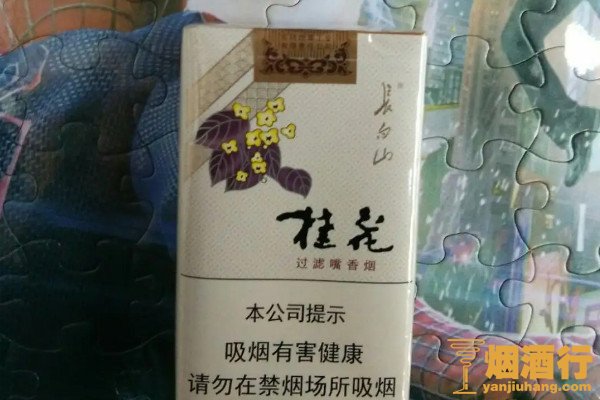 長白山
桂花
过滤嘴香烟
本公司提示
吸烟有害健康
请勿在禁烟场所吸烟
烟酒行
yanjiuhang.com